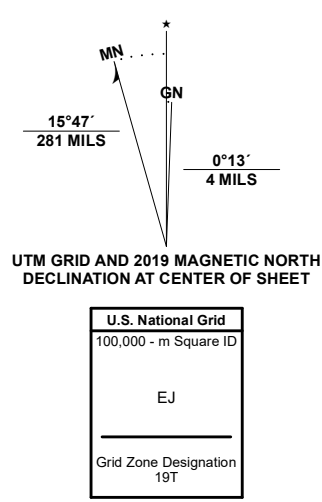 ★
MN
GN
15°47´
281 MILS
0°13´
4 MILS
UTM GRID AND 2019 MAGNETIC NORTH
DECLINATION AT CENTER OF SHEET
U.S. National Grid
100,000 - m Square ID
EJ
Grid Zone Designation
19T